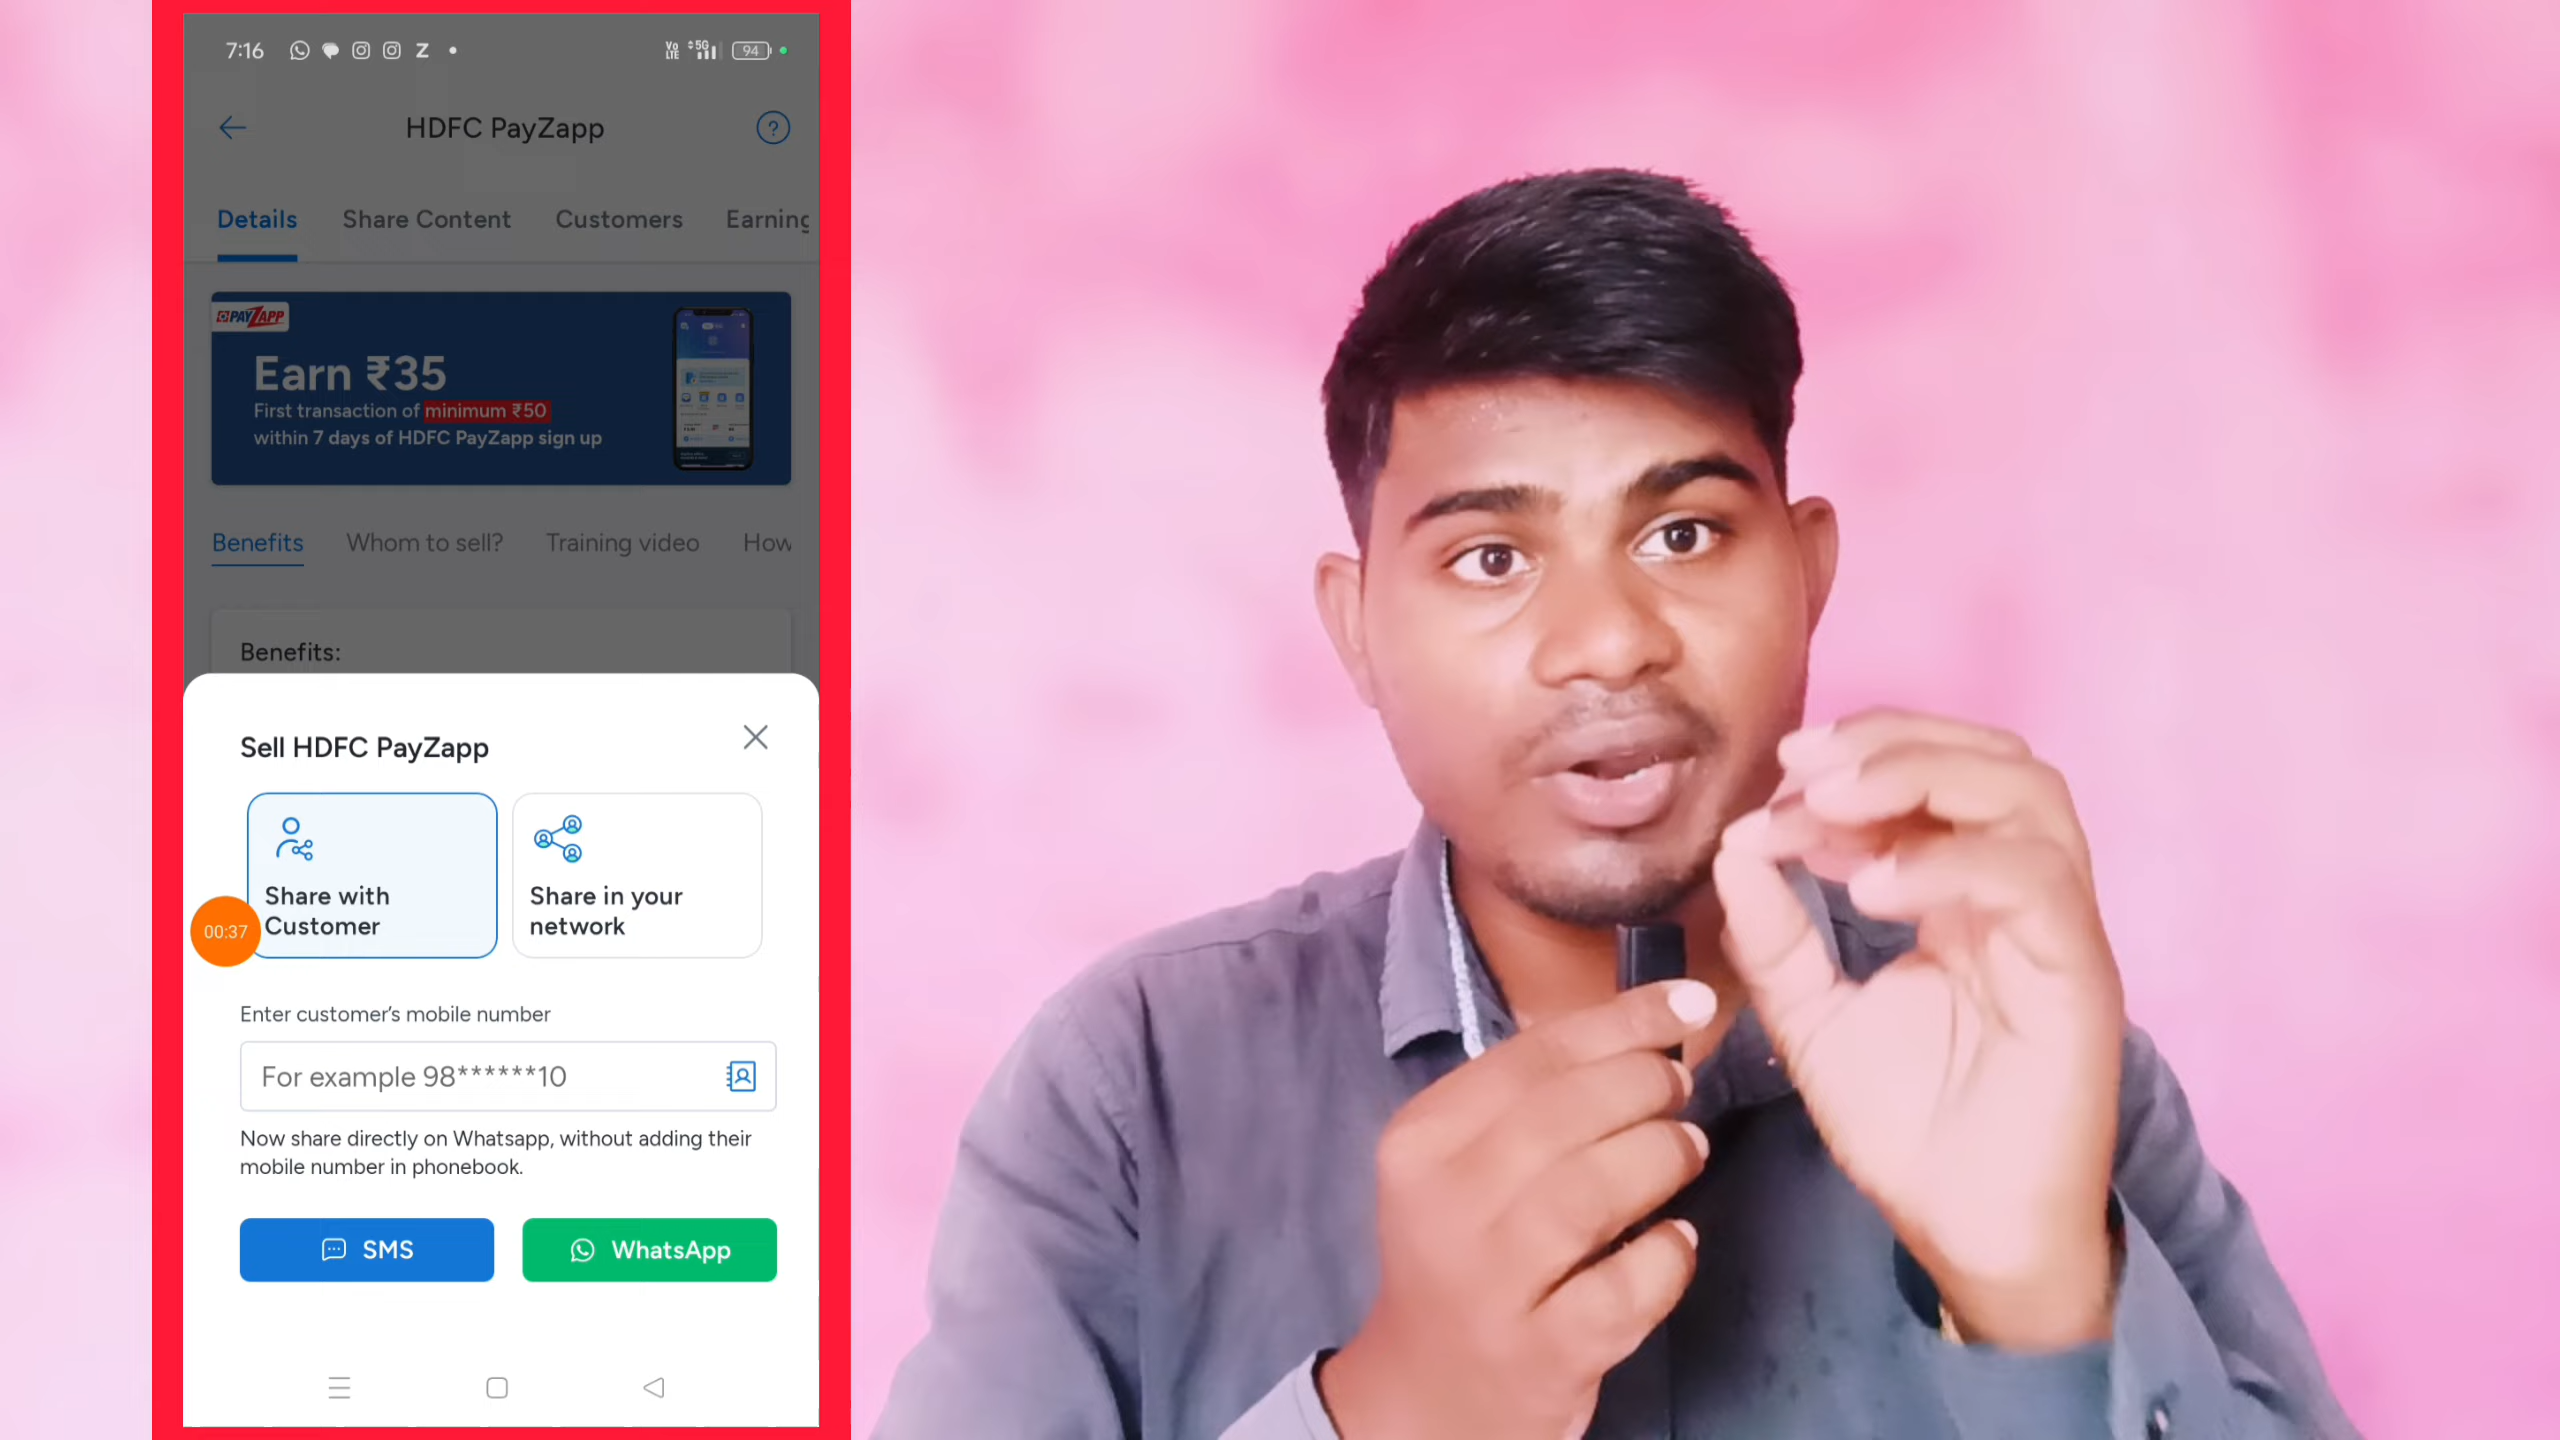 7:16
Z
Vo LTE
5G
94
HDFC PayZapp
?
Details
Share Content
Customers
Earning
PAYZAPP
Earn ₹35
First transaction of minimum ₹50
within 7 days of HDFC PayZapp sign up
Benefits
Whom to sell?
Training video
How
Benefits:
Sell HDFC PayZapp
Share with
Customer
Share in your
network
00:37
Enter customer's mobile number
For example 98******10
Now share directly on Whatsapp, without adding their
mobile number in phonebook.
SMS
WhatsApp